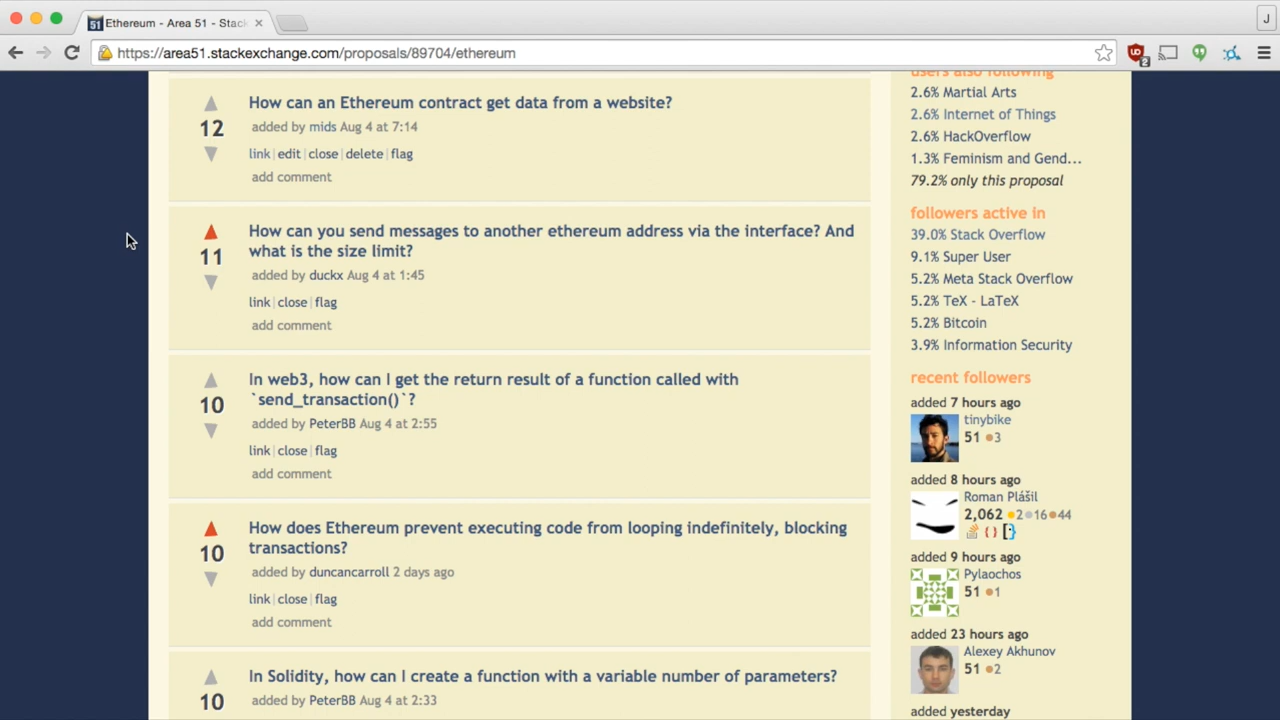 Ethereum - Area 51 - Stac
J
https://area51.stackexchange.com/proposals/89704/ethereum
2
12
How can an Ethereum contract get data from a website?
added by mids Aug 4 at 7:14
link | edit | close | delete | flag
add comment
11
How can you send messages to another ethereum address via the interface? And
what is the size limit?
added by duckx Aug 4 at 1:45
link | close | flag
add comment
10
In web3, how can I get the return result of a function called with
`send_transaction()`?
added by PeterBB Aug 4 at 2:55
link | close | flag
add comment
10
How does Ethereum prevent executing code from looping indefinitely, blocking
transactions?
added by duncancarroll 2 days ago
link | close | flag
add comment
10
In Solidity, how can I create a function with a variable number of parameters?
added by PeterBB Aug 4 at 2:33
users also following
2.6% Martial Arts
2.6% Internet of Things
2.6% HackOverflow
1.3% Feminism and Gend...
79.2% only this proposal
followers active in
39.0% Stack Overflow
9.1% Super User
5.2% Meta Stack Overflow
5.2% TeX - LaTeX
5.2% Bitcoin
3.9% Information Security
recent followers
added 7 hours ago
tinybike
51 ●3
added 8 hours ago
Roman Plášil
2,062 ●2●16●44
added 9 hours ago
Pylaochos
51 ●1
added 23 hours ago
Alexey Akhunov
51 ●2
added yesterday